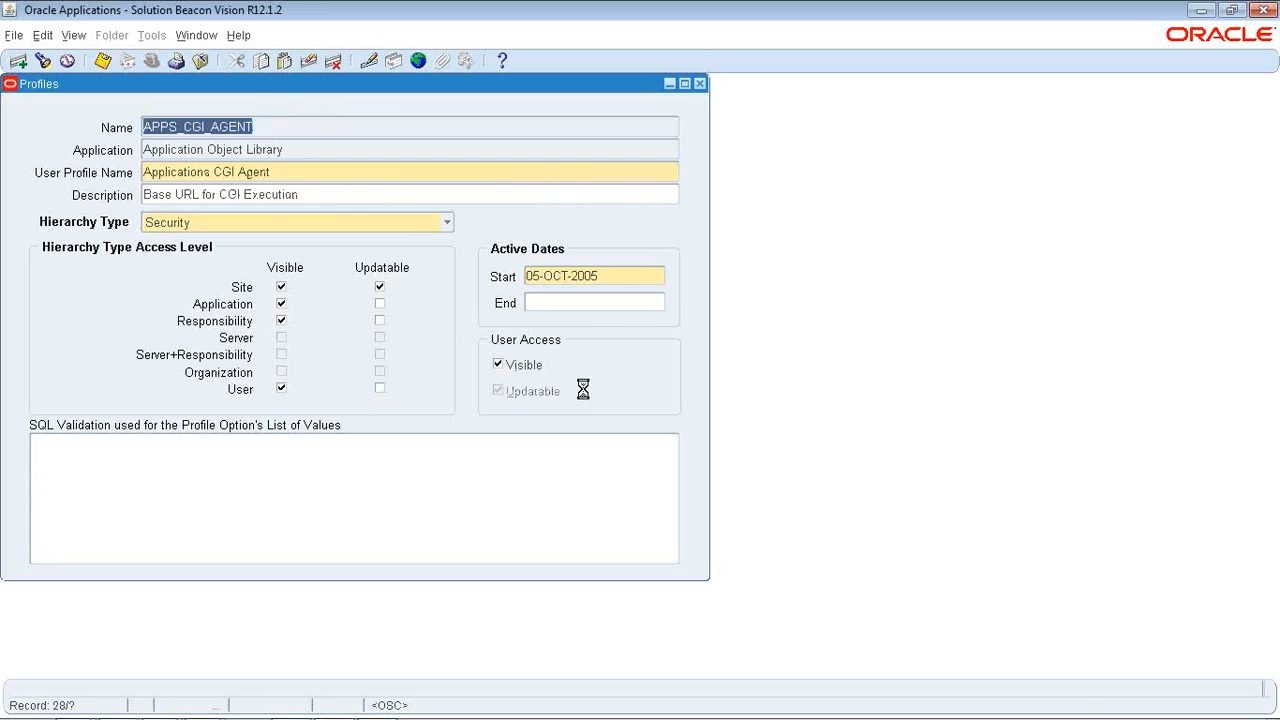 Oracle Applications - Solution Beacon Vision R12.1.2
File Edit View Folder Tools Window Help
ORACLE
Profiles
Name APPS_CGI_AGENT
Application Application Object Library
User Profile Name Applications CGI Agent
Description Base URL for CGI Execution
Hierarchy Type Security
Hierarchy Type Access Level
Visible Updatable
Site
Application
Responsibility
Server
Server+Responsibility
Organization
User
Active Dates
Start 05-OCT-2005
End
User Access
Visible
Updatable
SQL Validation used for the Profile Option's List of Values
Record: 28/? ... <OSC>